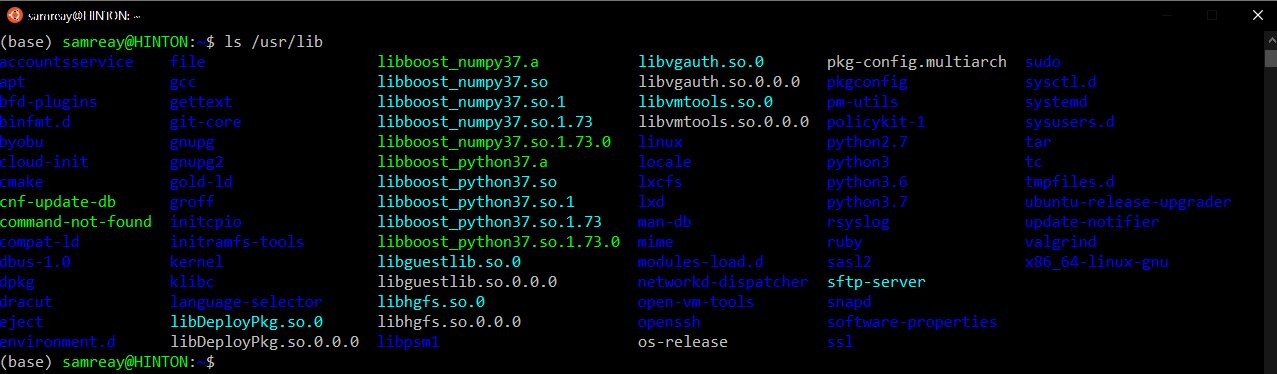 samreay@HINTON: ~
(base) samreay@HINTON:~$ ls /usr/lib
accountsservice file libboost_numpy37.a libvgauth.so.0 pkg-config.multiarch sudo
apt gcc libboost_numpy37.so libvgauth.so.0.0.0 pkgconfig sysctl.d
bfd-plugins gettext libboost_numpy37.so.1 libvmtools.so.0 pm-utils systemd
binfmt.d git-core libboost_numpy37.so.1.73 libvmtools.so.0.0.0 policykit-1 sysusers.d
byobu gnupg libboost_numpy37.so.1.73.0 linux python2.7 tar
cloud-init gnupg2 libboost_python37.a locale python3 tc
cmake gold-ld libboost_python37.so lxcfs python3.6 tmpfiles.d
cnf-update-db groff libboost_python37.so.1 lxd python3.7 ubuntu-release-upgrader
command-not-found initcpio libboost_python37.so.1.73 man-db rsyslog update-notifier
compat-ld initramfs-tools libboost_python37.so.1.73.0 mime ruby valgrind
dbus-1.0 kernel libguestlib.so.0 modules-load.d sasl2 x86_64-linux-gnu
dpkg klibc libguestlib.so.0.0.0 networkd-dispatcher sftp-server
dracut language-selector libhgfs.so.0 open-vm-tools snapd
eject libDeployPkg.so.0 libhgfs.so.0.0.0 openssh software-properties
environment.d libDeployPkg.so.0.0.0 libpsm1 os-release ssl
(base) samreay@HINTON:~$